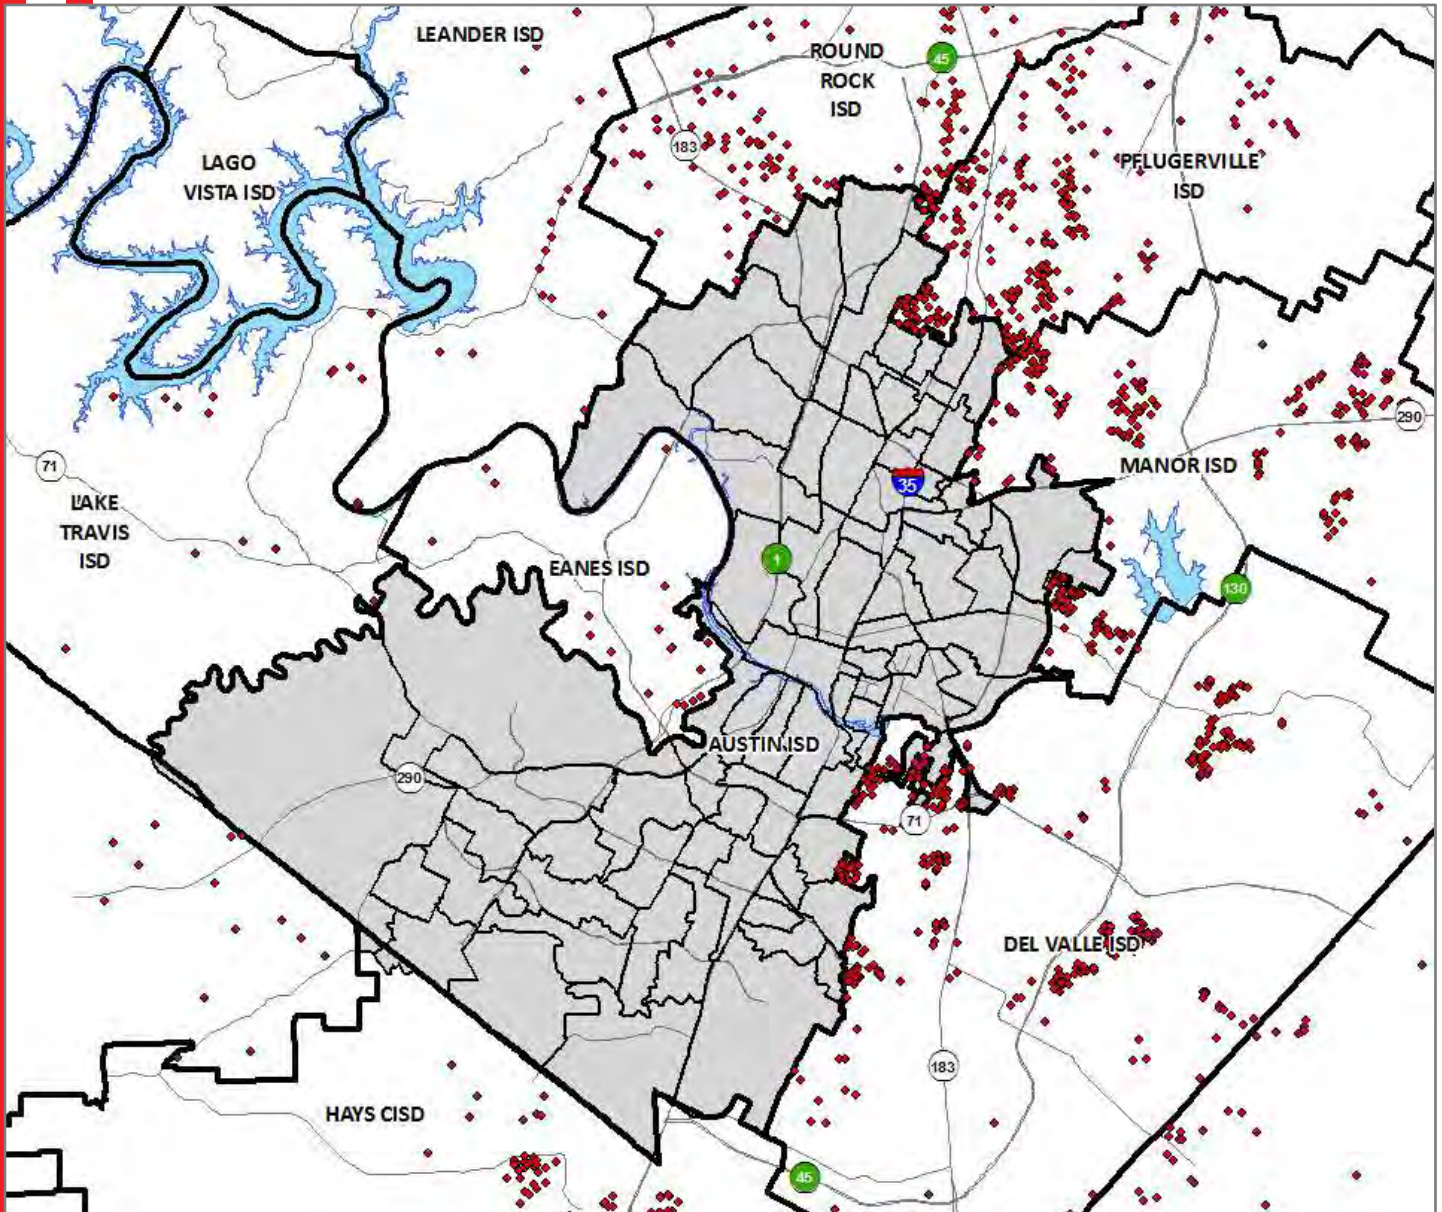 LEANDER ISD
ROUND
ROCK
ISD
45
183
LAGO
VISTA ISD
PFLUGERVILLE
ISD
290
71
MANOR ISD
35
LAKE
TRAVIS
ISD
EANES ISD
1
130
AUSTIN ISD
290
71
DEL VALLE ISD
183
HAYS CISD
45